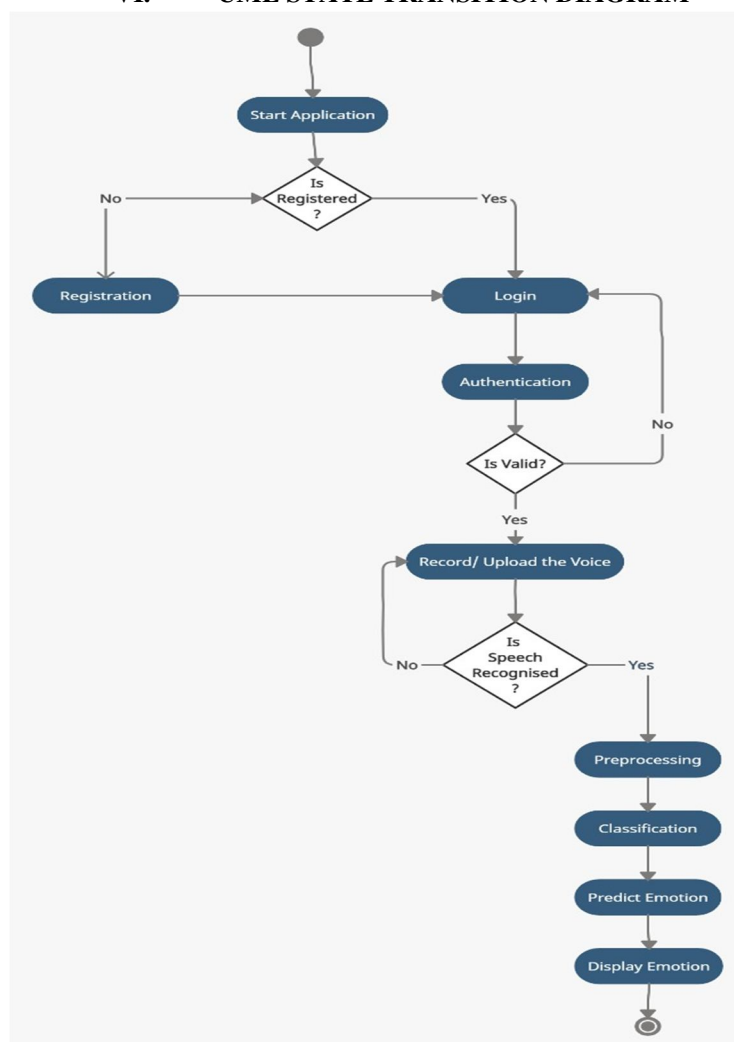 VI. UML STATE TRANSITION DIAGRAM
Start Application
Is
Registered
?
No
Yes
Registration
Login
Authentication
No
Is Valid?
Yes
Record/ Upload the Voice
Is
Speech
Recognised
?
No
Yes
Preprocessing
Classification
Predict Emotion
Display Emotion